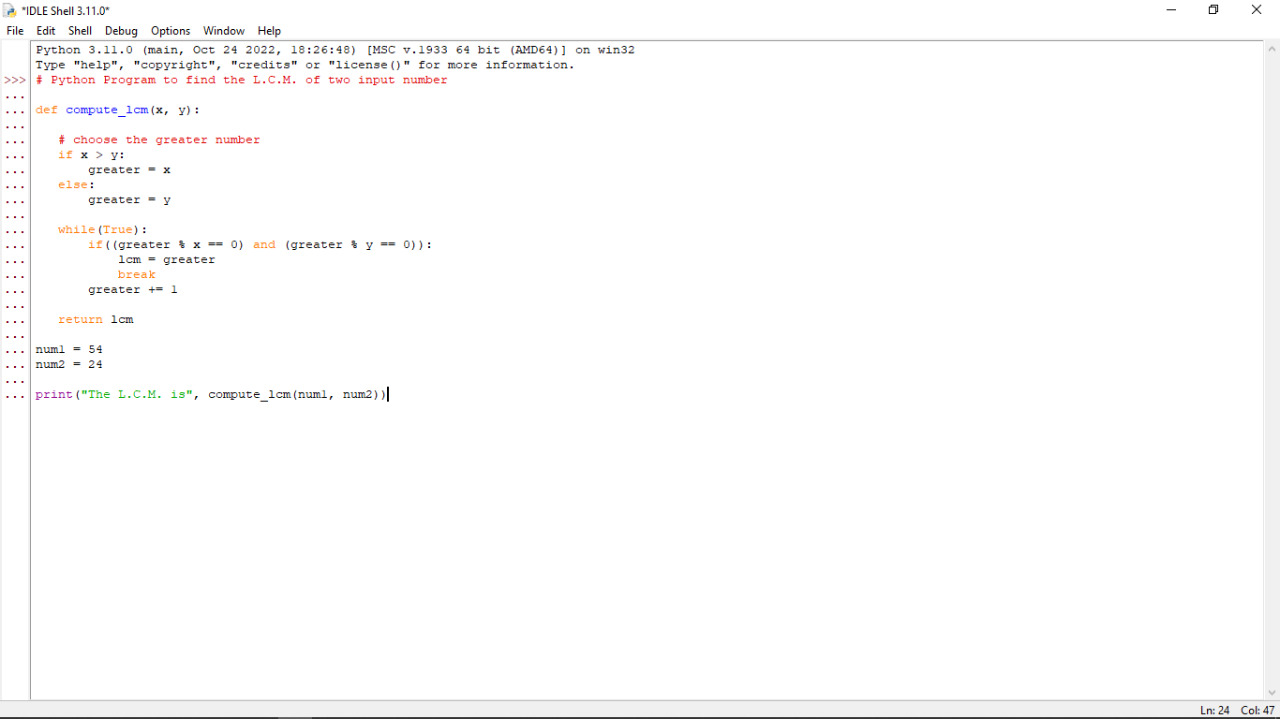 *IDLE Shell 3.11.0*
File Edit Shell Debug Options Window Help
Python 3.11.0 (main, Oct 24 2022, 18:26:48) [MSC v.1933 64 bit (AMD64)] on win32
Type "help", "copyright", "credits" or "license()" for more information.
>>> # Python Program to find the L.C.M. of two input number
...
... def compute_lcm(x, y):
...
...    # choose the greater number
...    if x > y:
...        greater = x
...    else:
...        greater = y
...
...    while(True):
...        if((greater % x == 0) and (greater % y == 0)):
...            lcm = greater
...            break
...        greater += 1
...
...    return lcm
...
... num1 = 54
... num2 = 24
...
... print("The L.C.M. is", compute_lcm(num1, num2))
Ln: 24 Col: 47